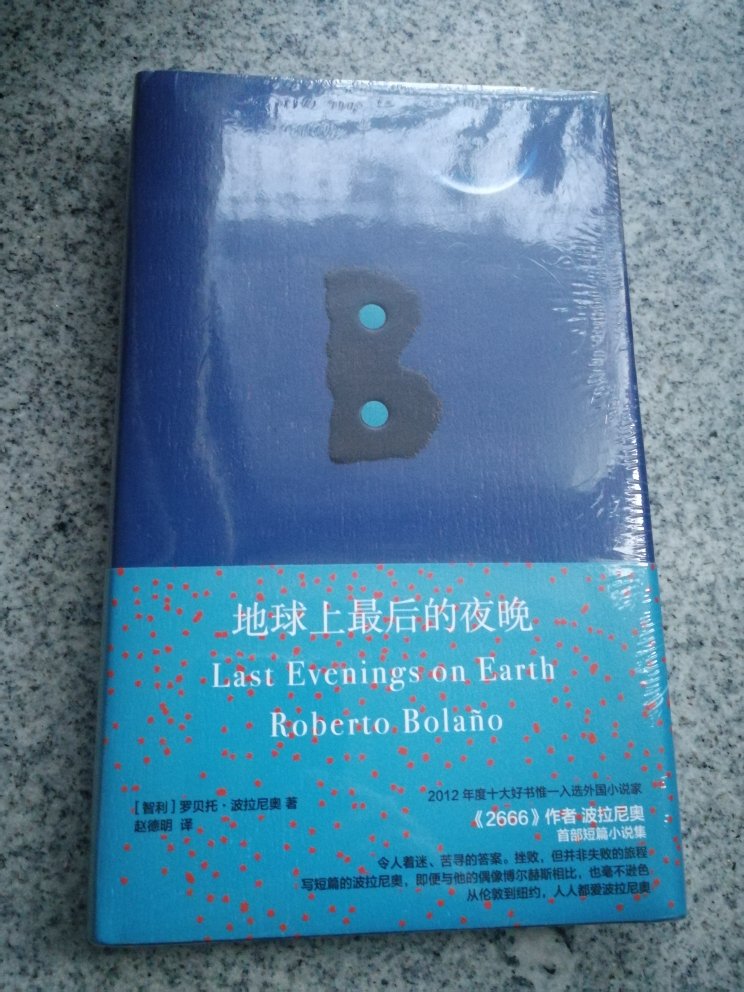 B
地球上最后的夜晚
Last Evenings on Earth
Roberto Bolaño
［智利］罗贝托·波拉尼奥 著
赵德明 译
2012 年度十大好书惟一入选外国小说家
《2666》作者 波拉尼奥
首部短篇小说集
令人着迷、苦寻的答案。挫败，但并非失败的旅程
写短篇的波拉尼奥，即便与他的偶像博尔赫斯相比，也毫不逊色
从伦敦到纽约，人人都爱波拉尼奥